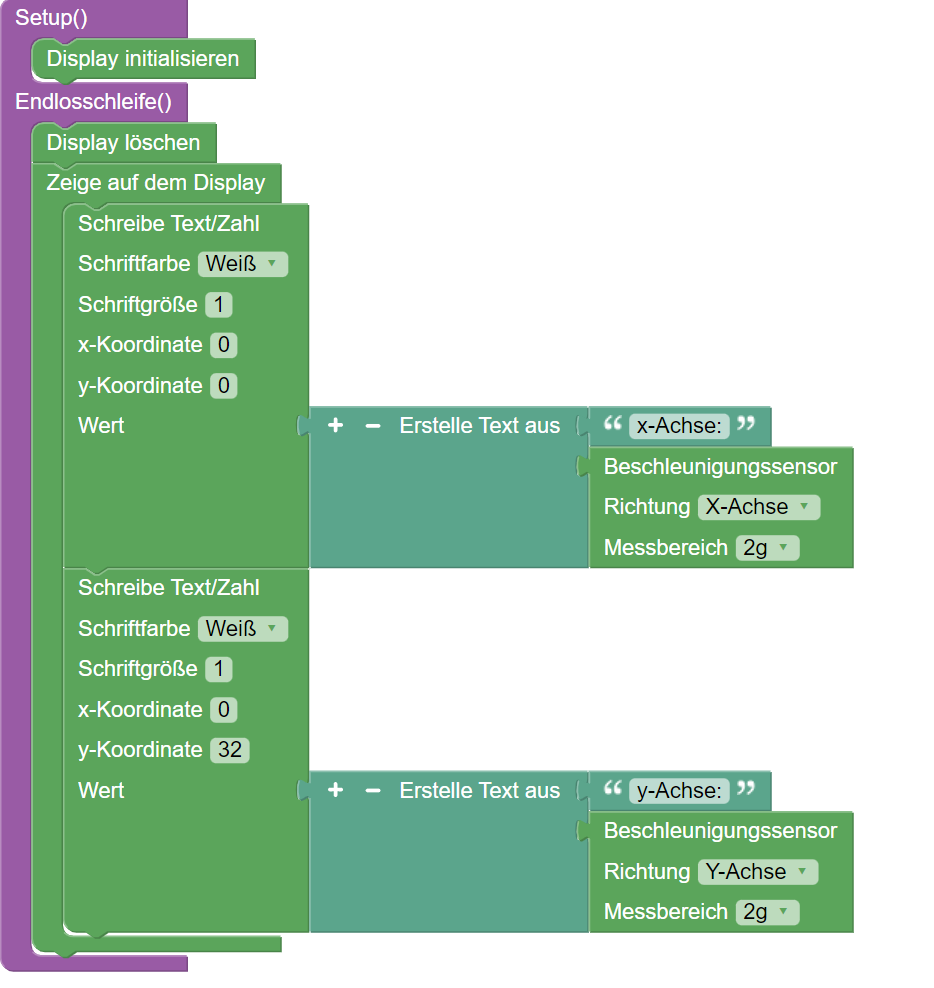 Setup()
Display initialisieren
Endlosschleife()
Display löschen
Zeige auf dem Display
Schreibe Text/Zahl
Schriftfarbe Weiß
Schriftgröße 1
x-Koordinate 0
y-Koordinate 0
Wert + − Erstelle Text aus “ x-Achse: ”
Beschleunigungssensor
Richtung X-Achse
Messbereich 2g
Schreibe Text/Zahl
Schriftfarbe Weiß
Schriftgröße 1
x-Koordinate 0
y-Koordinate 32
Wert + − Erstelle Text aus “ y-Achse: ”
Beschleunigungssensor
Richtung Y-Achse
Messbereich 2g